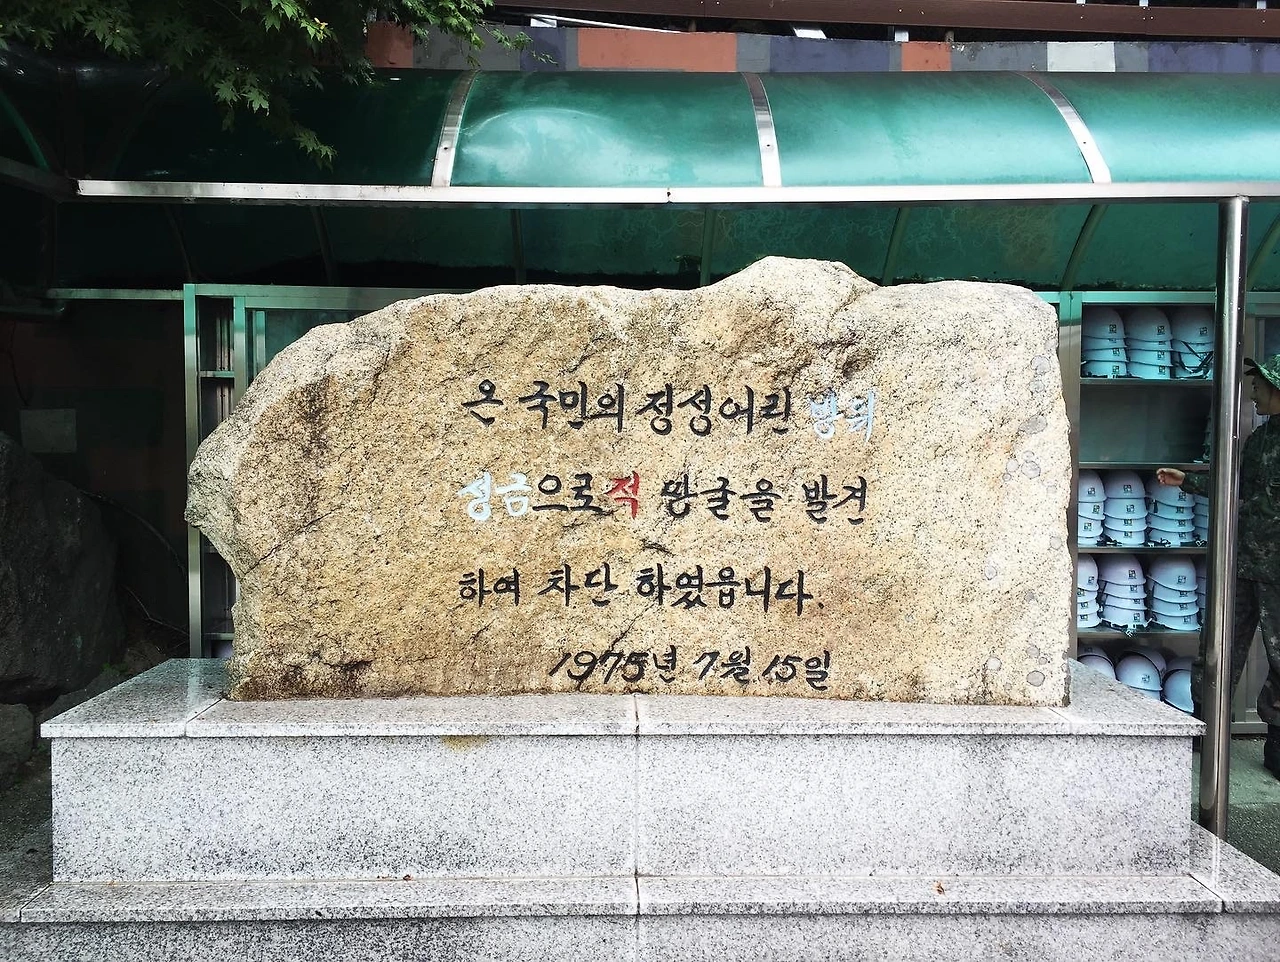 온 국민의 정성어린 방위
성금으로 적 땅굴을 발견
하여 차단 하였읍니다.
1975년 7월 15일